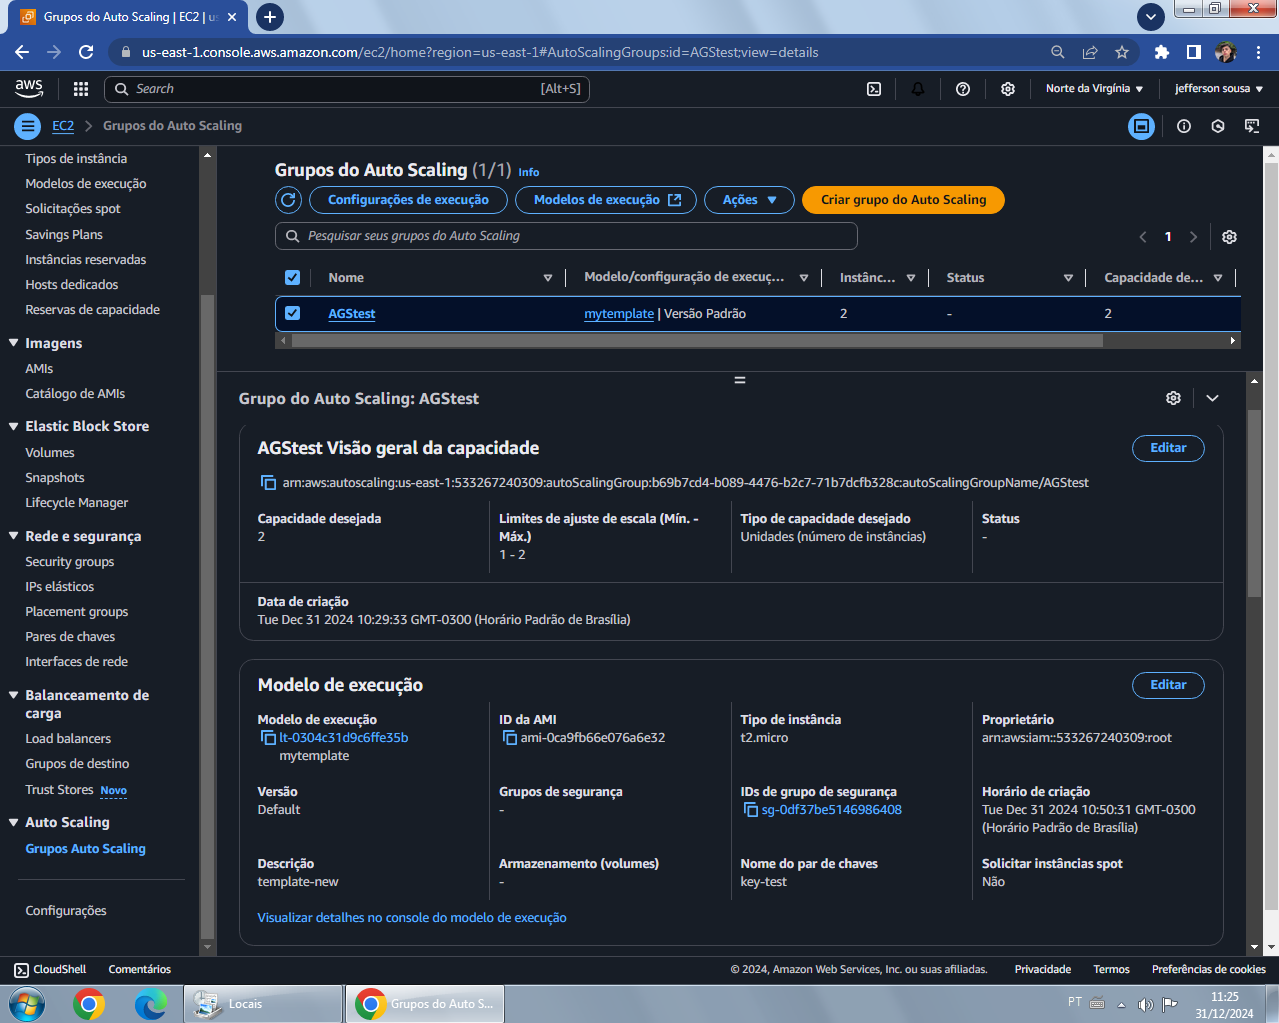 Grupos do Auto Scaling | EC2 | us
us-east-1.console.aws.amazon.com/ec2/home?region=us-east-1#AutoScalingGroups:id=AGStest;view=details
aws
Search
[Alt+S]
Norte da Virgínia
jefferson sousa
EC2
Grupos do Auto Scaling
Tipos de instância
Modelos de execução
Solicitações spot
Savings Plans
Instâncias reservadas
Hosts dedicados
Reservas de capacidade
Imagens
AMIs
Catálogo de AMIs
Elastic Block Store
Volumes
Snapshots
Lifecycle Manager
Rede e segurança
Security groups
IPs elásticos
Placement groups
Pares de chaves
Interfaces de rede
Balanceamento de
carga
Load balancers
Grupos de destino
Trust Stores Novo
Auto Scaling
Grupos Auto Scaling
Configurações
Grupos do Auto Scaling (1/1) Info
Configurações de execução
Modelos de execução
Ações
Criar grupo do Auto Scaling
Pesquisar seus grupos do Auto Scaling
1
Nome
Modelo/configuração de execuç...
Instânc...
Status
Capacidade de...
AGStest
mytemplate | Versão Padrão
2
-
2
Grupo do Auto Scaling: AGStest
AGStest Visão geral da capacidade
Editar
arn:aws:autoscaling:us-east-1:533267240309:autoScalingGroup:b69b7cd4-b089-4476-b2c7-71b7dcfb328c:autoScalingGroupName/AGStest
Capacidade desejada
2
Limites de ajuste de escala (Mín. -
Máx.)
1 - 2
Tipo de capacidade desejado
Unidades (número de instâncias)
Status
-
Data de criação
Tue Dec 31 2024 10:29:33 GMT-0300 (Horário Padrão de Brasília)
Modelo de execução
Editar
Modelo de execução
lt-0304c31d9c6ffe35b
mytemplate
ID da AMI
ami-0ca9fb66e076a6e32
Tipo de instância
t2.micro
Proprietário
arn:aws:iam::533267240309:root
Versão
Default
Grupos de segurança
-
IDs de grupo de segurança
sg-0df37be5146986408
Horário de criação
Tue Dec 31 2024 10:50:31 GMT-0300
(Horário Padrão de Brasília)
Descrição
template-new
Armazenamento (volumes)
-
Nome do par de chaves
key-test
Solicitar instâncias spot
Não
Visualizar detalhes no console do modelo de execução
CloudShell
Comentários
© 2024, Amazon Web Services, Inc. ou suas afiliadas.
Privacidade
Termos
Preferências de cookies
Locais
Grupos do Auto S...
PT
11:25
31/12/2024